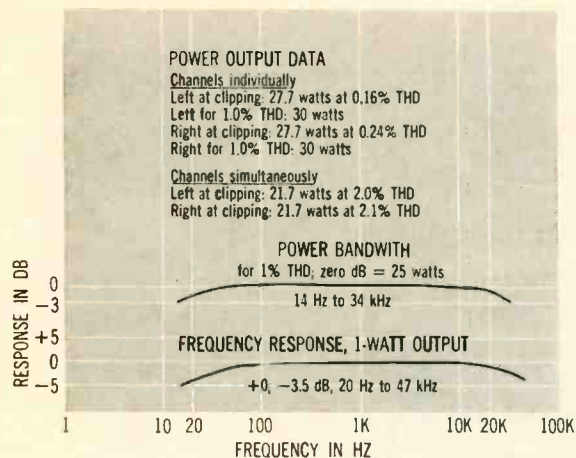 POWER OUTPUT DATA
Channels individually
Left at clipping: 27.7 watts at 0.16% THD
Left for 1.0% THD: 30 watts
Right at clipping: 27.7 watts at 0.24% THD
Right for 1.0% THD: 30 watts
Channels simultaneously
Left at clipping: 21.7 watts at 2.0% THD
Right at clipping: 21.7 watts at 2.1% THD
POWER BANDWITH
for 1% THD; zero dB = 25 watts
14 Hz to 34 kHz
FREQUENCY RESPONSE, 1-WATT OUTPUT
+0, −3.5 dB, 20 Hz to 47 kHz
RESPONSE IN DB
0
−3
+5
0
−5
1 10 20 100 1K 10K 20K 100K
FREQUENCY IN HZ